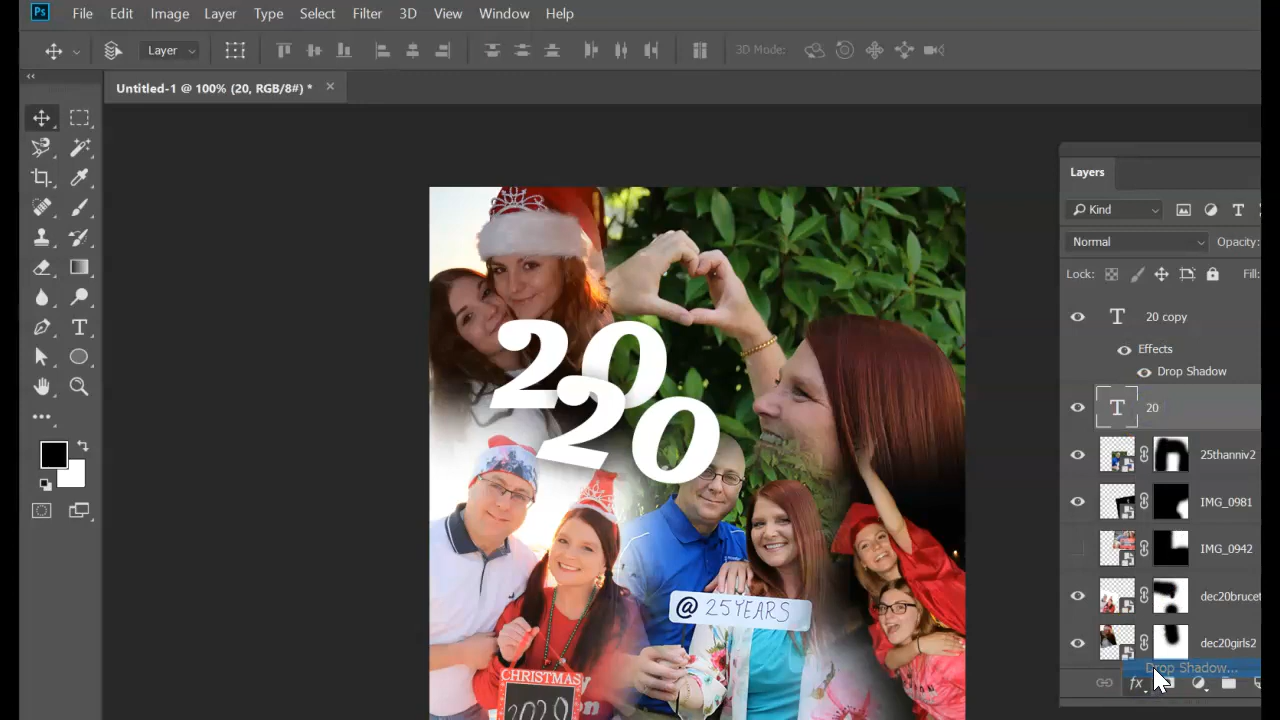 Ps File Edit Image Layer Type Select Filter 3D View Window Help
Layer 3D Mode:
Untitled-1 @ 100% (20, RGB/8#) * ×
Layers
Kind T
Normal Opacity:
Lock: Fill:
T 20 copy
Effects
Drop Shadow
T 20
25thanniv2
IMG_0981
IMG_0942
dec20brucet
dec20girls2
Drop Shadow...
fx
20
20
@ 25YEARS
CHRISTMAS
2020